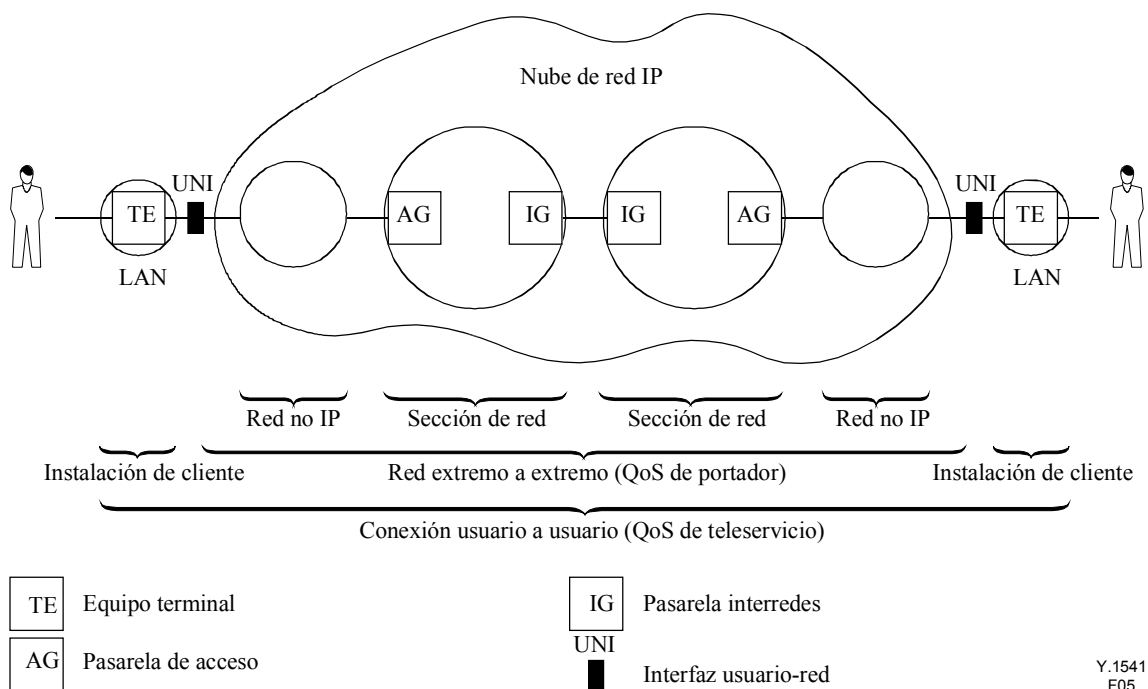 Nube de red IP
UNI
UNI
TE
AG
IG
IG
AG
TE
LAN
LAN
Red no IP
Sección de red
Sección de red
Red no IP
Instalación de cliente
Red extremo a extremo (QoS de portador)
Instalación de cliente
Conexión usuario a usuario (QoS de teleservicio)
TE
Equipo terminal
IG
Pasarela interredes
AG
Pasarela de acceso
UNI
Interfaz usuario-red
Y.1541
F05